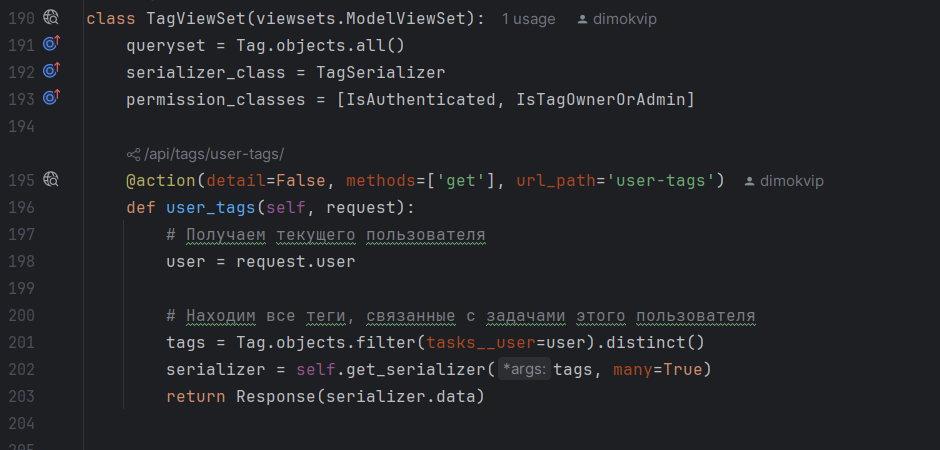 190 class TagViewSet(viewsets.ModelViewSet): 1 usage dimokvip
191 queryset = Tag.objects.all()
192 serializer_class = TagSerializer
193 permission_classes = [IsAuthenticated, IsTagOwnerOrAdmin]
194
/api/tags/user-tags/
195 @action(detail=False, methods=['get'], url_path='user-tags') dimokvip
196 def user_tags(self, request):
197 # Получаем текущего пользователя
198 user = request.user
199
200 # Находим все теги, связанные с задачами этого пользователя
201 tags = Tag.objects.filter(tasks__user=user).distinct()
202 serializer = self.get_serializer(*args: tags, many=True)
203 return Response(serializer.data)
204
205